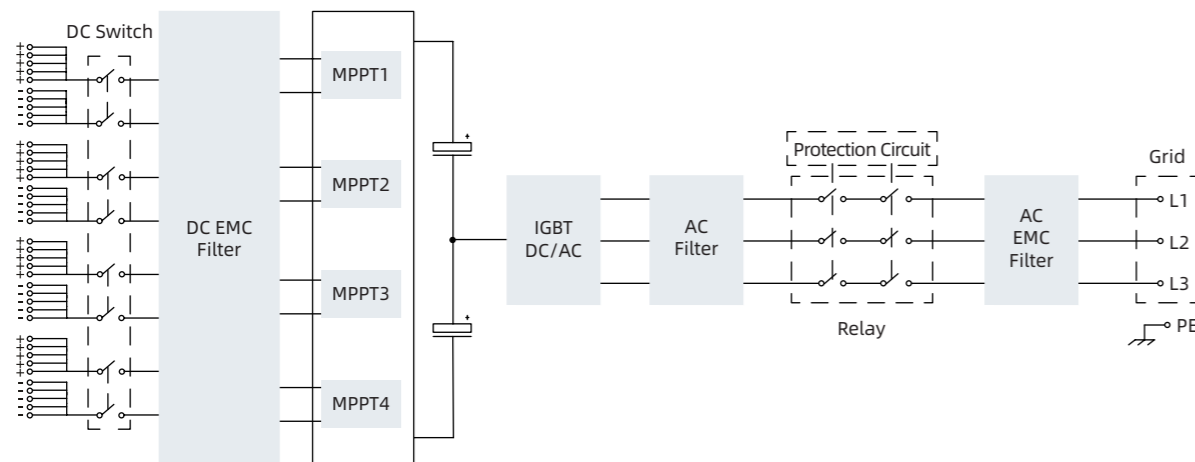 DC Switch
+
+
+
+
+
-
-
-
-
-
+
+
+
+
+
-
-
-
-
-
+
+
+
+
+
-
-
-
-
-
+
+
+
+
+
-
-
-
-
-
DC EMC
Filter
MPPT1
MPPT2
MPPT3
MPPT4
+
+
IGBT
DC/AC
AC
Filter
Protection Circuit
Relay
AC
EMC
Filter
Grid
L1
L2
L3
PE